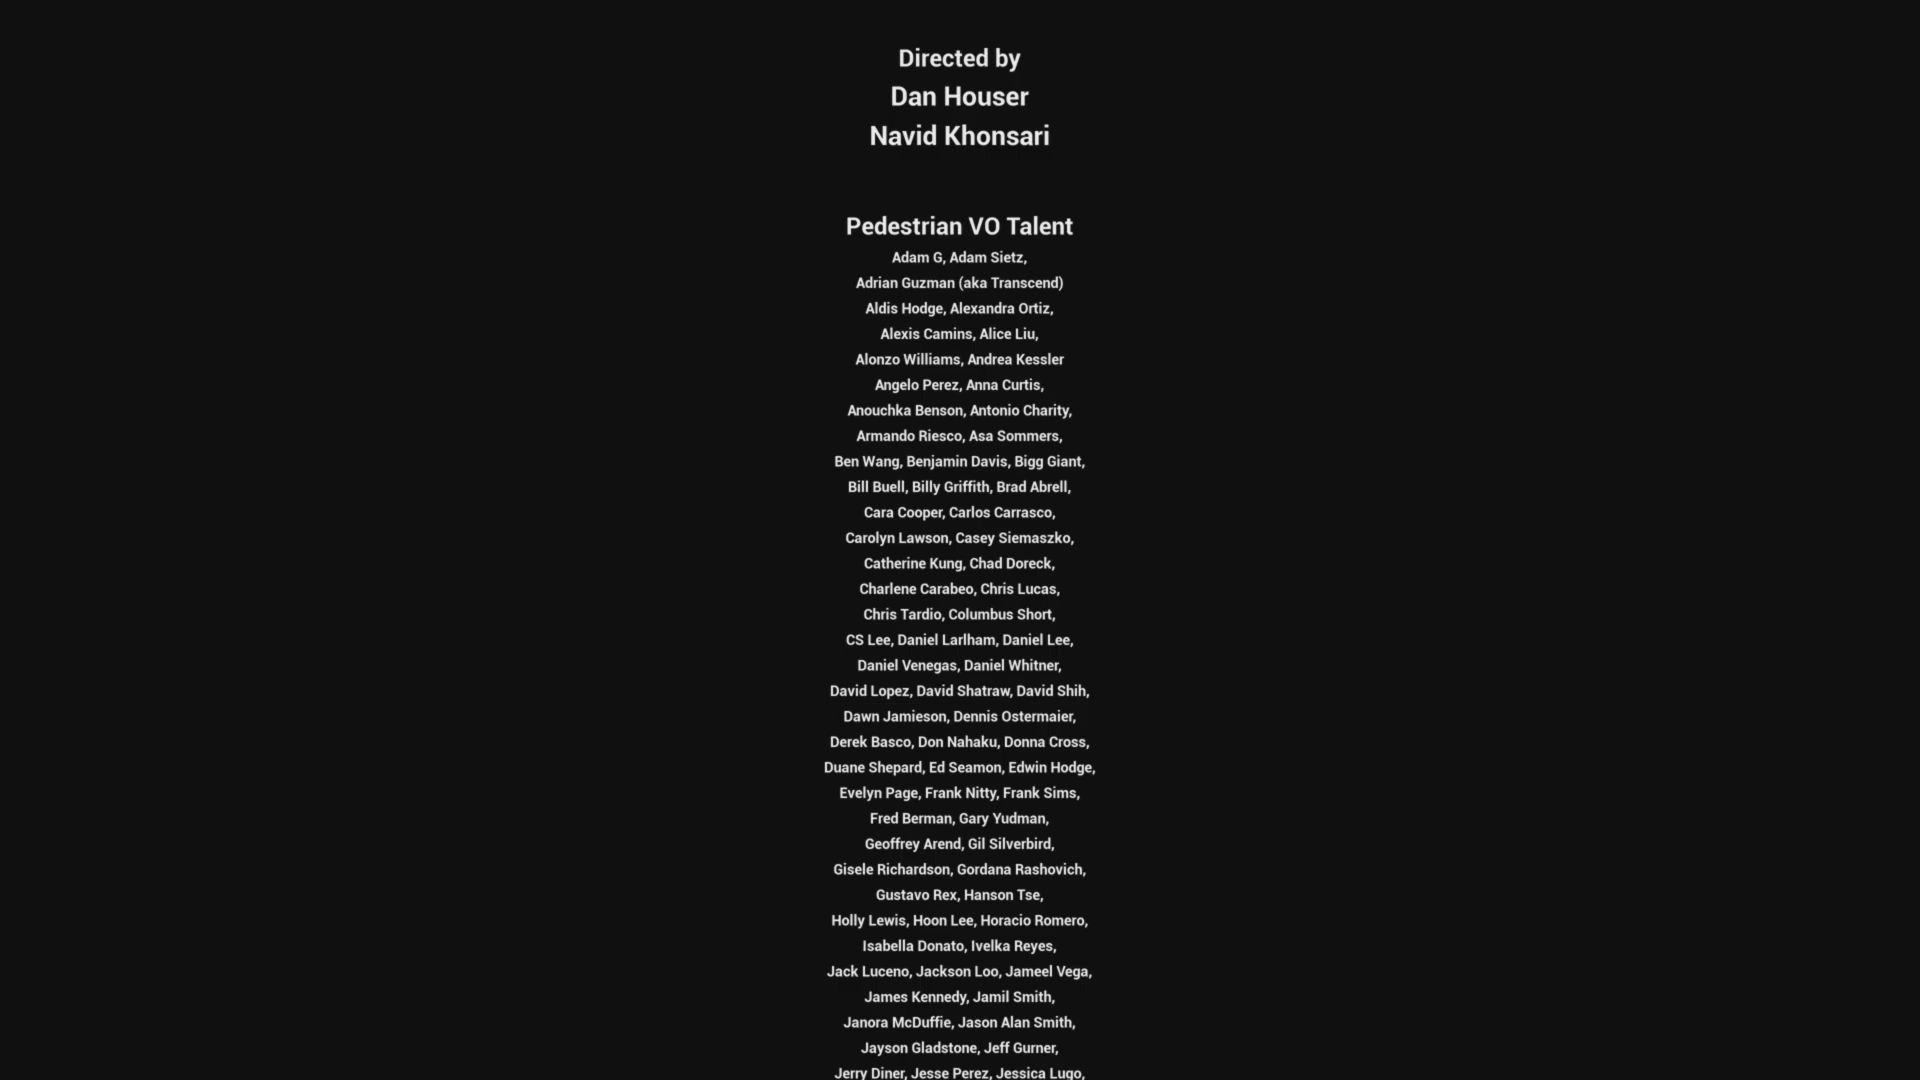 Directed by
Dan Houser
Navid Khonsari
Pedestrian VO Talent
Adam G, Adam Sietz,
Adrian Guzman (aka Transcend)
Aldis Hodge, Alexandra Ortiz,
Alexis Camins, Alice Liu,
Alonzo Williams, Andrea Kessler
Angelo Perez, Anna Curtis,
Anouchka Benson, Antonio Charity,
Armando Riesco, Asa Sommers,
Ben Wang, Benjamin Davis, Bigg Giant,
Bill Buell, Billy Griffith, Brad Abrell,
Cara Cooper, Carlos Carrasco,
Carolyn Lawson, Casey Siemaszko,
Catherine Kung, Chad Doreck,
Charlene Carabeo, Chris Lucas,
Chris Tardio, Columbus Short,
CS Lee, Daniel Larlham, Daniel Lee,
Daniel Venegas, Daniel Whitner,
David Lopez, David Shatraw, David Shih,
Dawn Jamieson, Dennis Ostermaier,
Derek Basco, Don Nahaku, Donna Cross,
Duane Shepard, Ed Seamon, Edwin Hodge,
Evelyn Page, Frank Nitty, Frank Sims,
Fred Berman, Gary Yudman,
Geoffrey Arend, Gil Silverbird,
Gisele Richardson, Gordana Rashovich,
Gustavo Rex, Hanson Tse,
Holly Lewis, Hoon Lee, Horacio Romero,
Isabella Donato, Ivelka Reyes,
Jack Luceno, Jackson Loo, Jameel Vega,
James Kennedy, Jamil Smith,
Janora McDuffie, Jason Alan Smith,
Jayson Gladstone, Jeff Gurner,
Jerry Diner, Jesse Perez, Jessica Lugo,